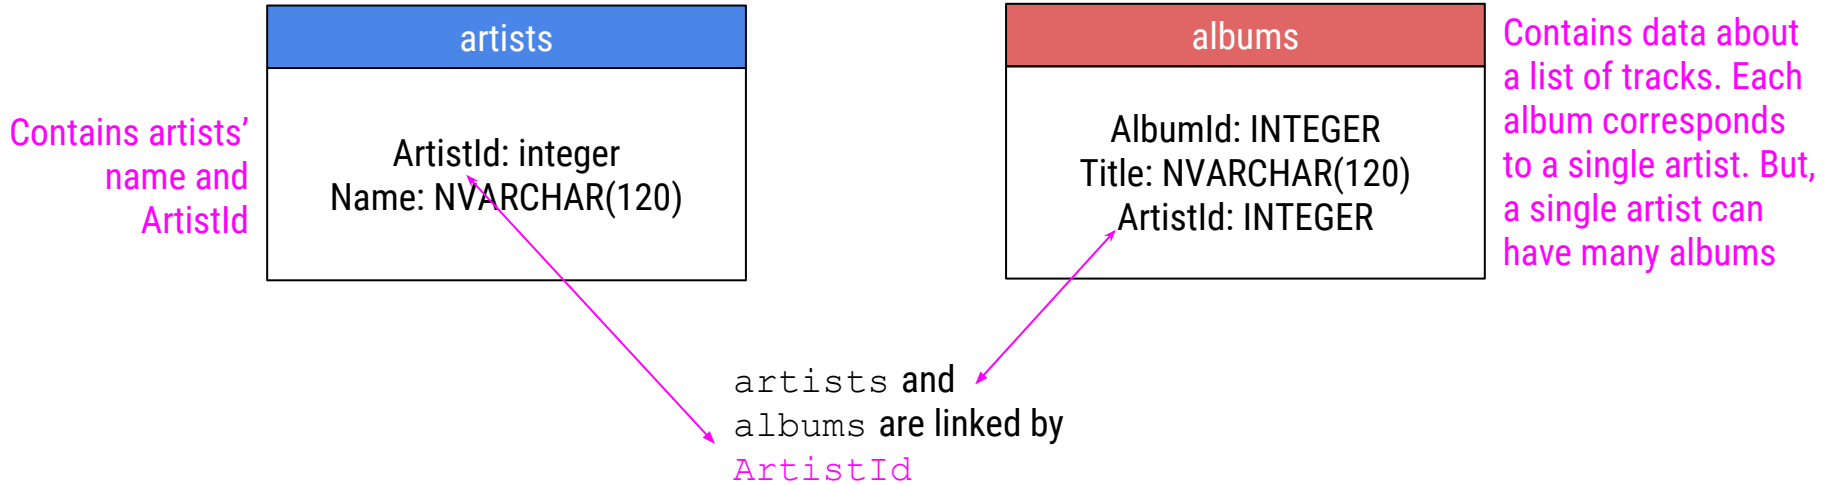 artists
albums
Contains artists’
name and
ArtistId
ArtistId: integer
Name: NVARCHAR(120)
AlbumId: INTEGER
Title: NVARCHAR(120)
ArtistId: INTEGER
Contains data about
a list of tracks. Each
album corresponds
to a single artist. But,
a single artist can
have many albums
artists and
albums are linked by
ArtistId